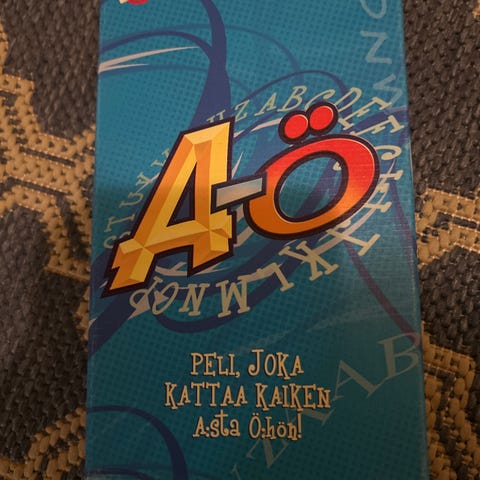 A-Ö
PELI, JOKA
KATTAA KAIKEN
A:sta Ö:hön!